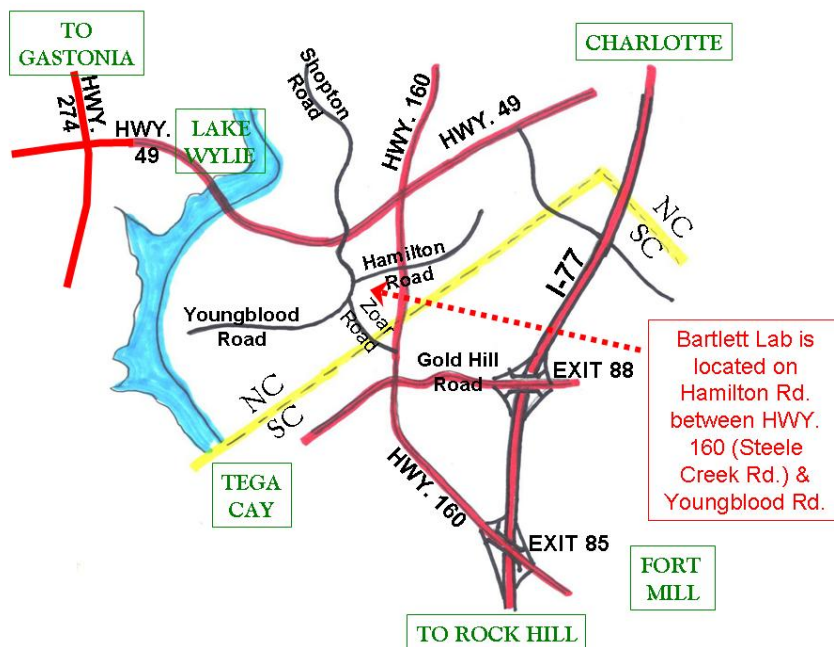 TO
GASTONIA
CHARLOTTE
Shopton
Road
HWY. 160
HWY.
274
HWY.
49
LAKE
WYLIE
HWY. 49
NC
SC
Hamilton
Road
I-77
Youngblood
Road
Zoar
Road
Gold Hill
Road
EXIT 88
Bartlett Lab is
located on
Hamilton Rd.
between HWY.
160 (Steele
Creek Rd.) &
Youngblood Rd.
NC
SC
TEGA
CAY
HWY. 160
EXIT 85
FORT
MILL
TO ROCK HILL